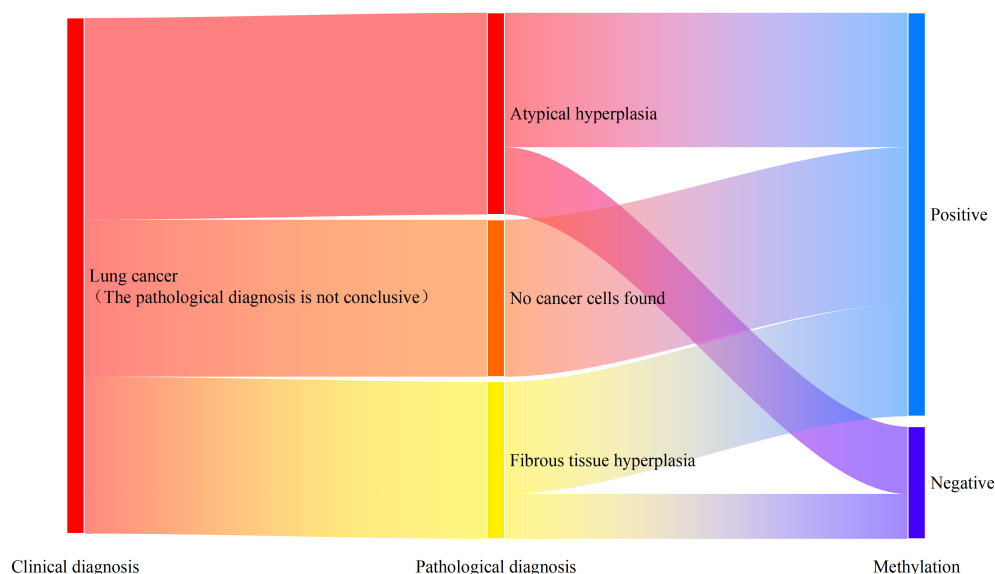 Atypical hyperplasia
Positive
Lung cancer
（The pathological diagnosis is not conclusive）
No cancer cells found
Fibrous tissue hyperplasia
Negative
Clinical diagnosis
Pathological diagnosis
Methylation